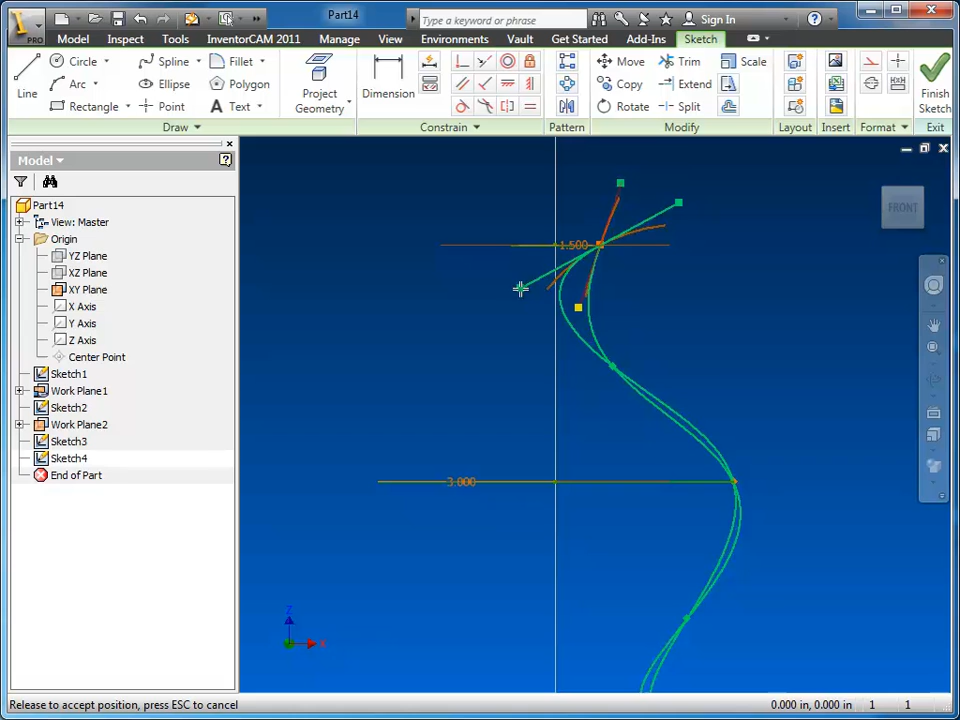 Part14
Type a keyword or phrase
Sign In
PRO
Model Inspect Tools InventorCAM 2011 Manage View Environments Vault Get Started Add-Ins Sketch
Line
Circle
Arc
Rectangle
Spline
Ellipse
Point
Fillet
Polygon
Text
Project
Geometry
Dimension
Move
Copy
Rotate
Trim
Extend
Split
Scale
Finish
Sketch
Draw Constrain Pattern Modify Layout Insert Format Exit
Model
Part14
View: Master
Origin
YZ Plane
XZ Plane
XY Plane
X Axis
Y Axis
Z Axis
Center Point
Sketch1
Work Plane1
Sketch2
Work Plane2
Sketch3
Sketch4
End of Part
FRONT
1.500
3.000
Z
X
Release to accept position, press ESC to cancel
0.000 in, 0.000 in 1 1